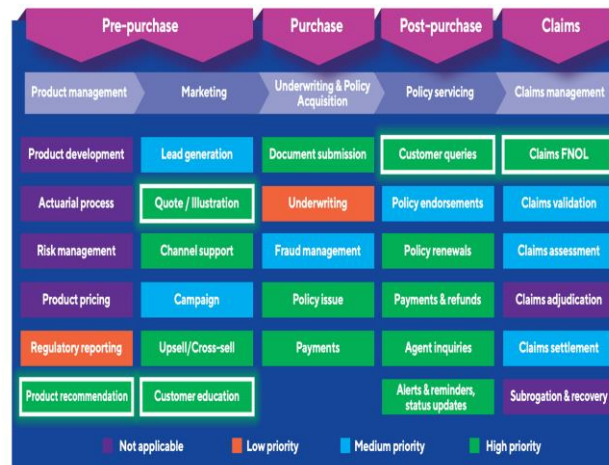 Pre-purchase Purchase Post-purchase Claims
Product management Marketing Underwriting & Policy Acquisition Policy servicing Claims management
Product development Lead generation Document submission Customer queries Claims FNOL
Actuarial process Quote / Illustration Underwriting Policy endorsements Claims validation
Risk management Channel support Fraud management Policy renewals Claims assessment
Product pricing Campaign Policy issue Payments & refunds Claims adjudication
Regulatory reporting Upsell/Cross-sell Payments Agent inquiries Claims settlement
Product recommendation Customer education Alerts & reminders, status updates Subrogation & recovery
Not applicable Low priority Medium priority High priority